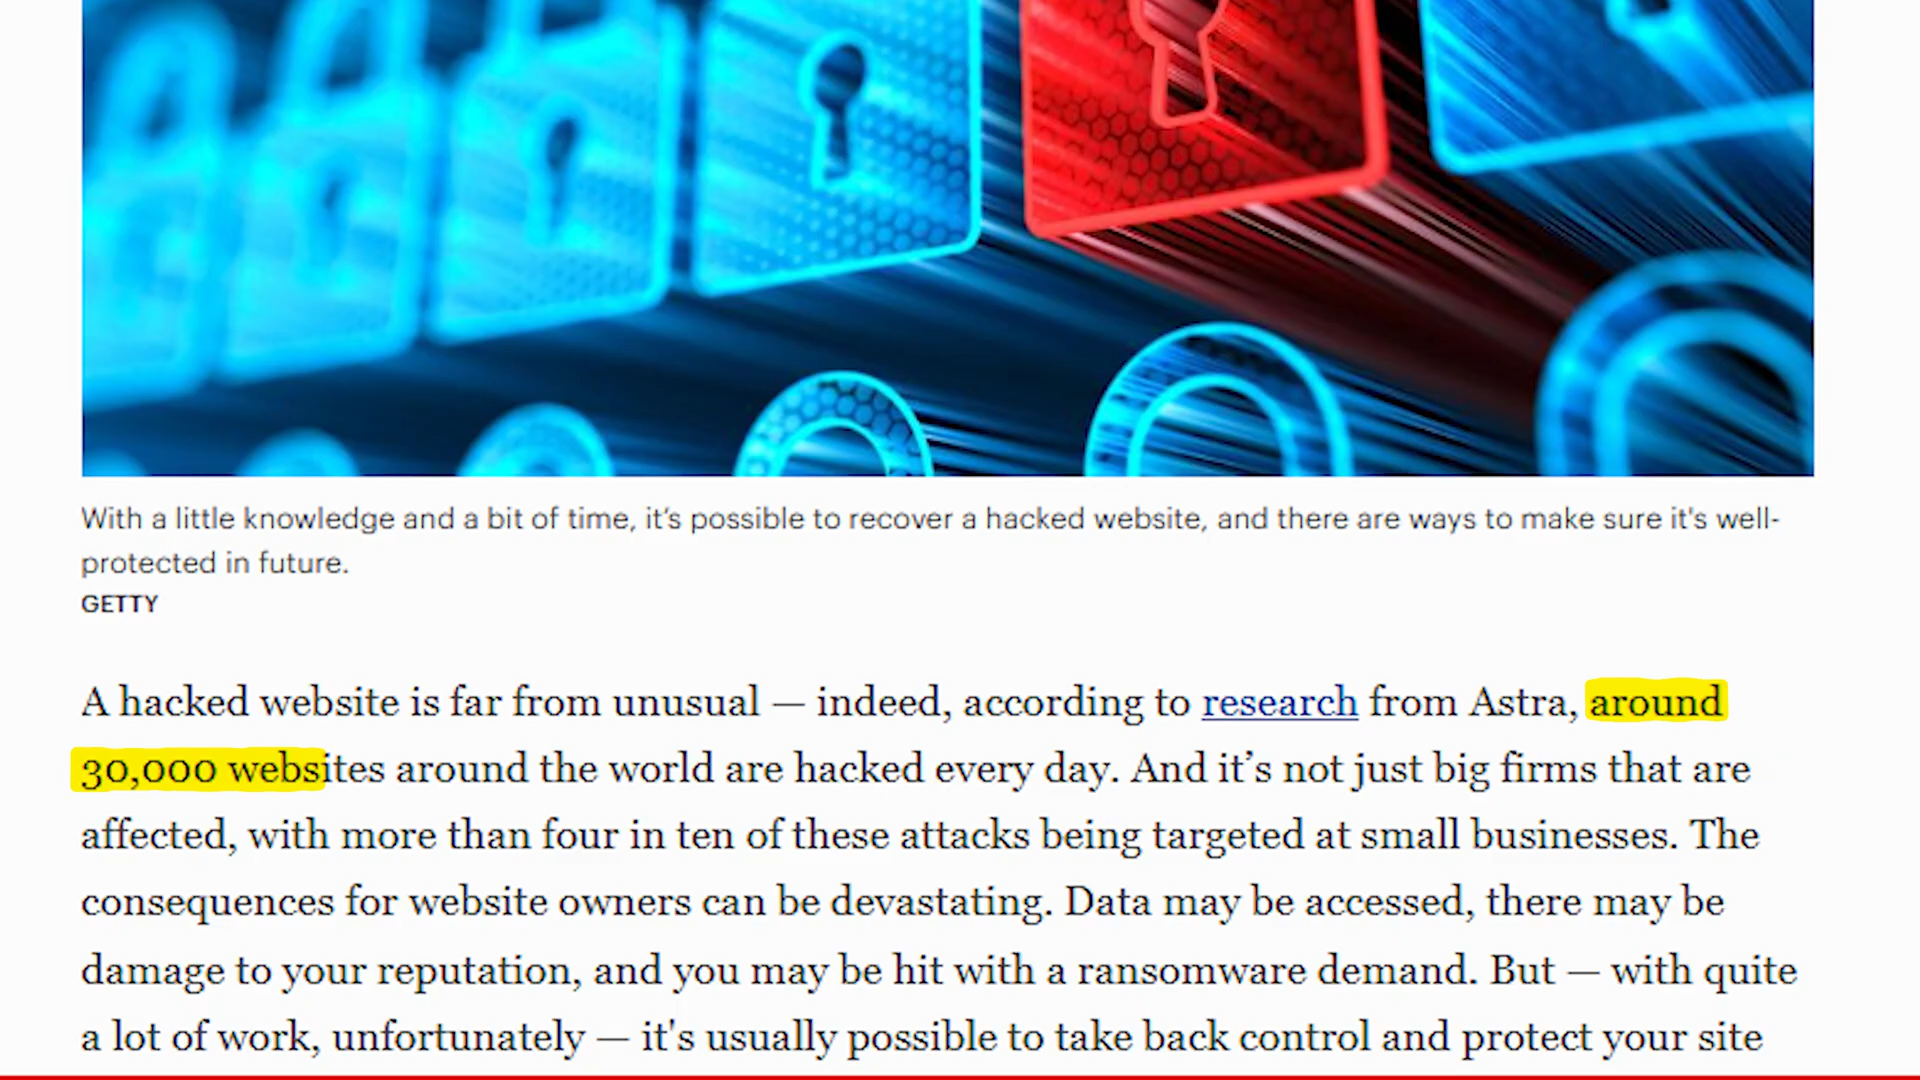 With a little knowledge and a bit of time, it’s possible to recover a hacked website, and there are ways to make sure it's well-
protected in future.
GETTY
A hacked website is far from unusual — indeed, according to research from Astra, around
30,000 websites around the world are hacked every day. And it’s not just big firms that are
affected, with more than four in ten of these attacks being targeted at small businesses. The
consequences for website owners can be devastating. Data may be accessed, there may be
damage to your reputation, and you may be hit with a ransomware demand. But — with quite
a lot of work, unfortunately — it's usually possible to take back control and protect your site